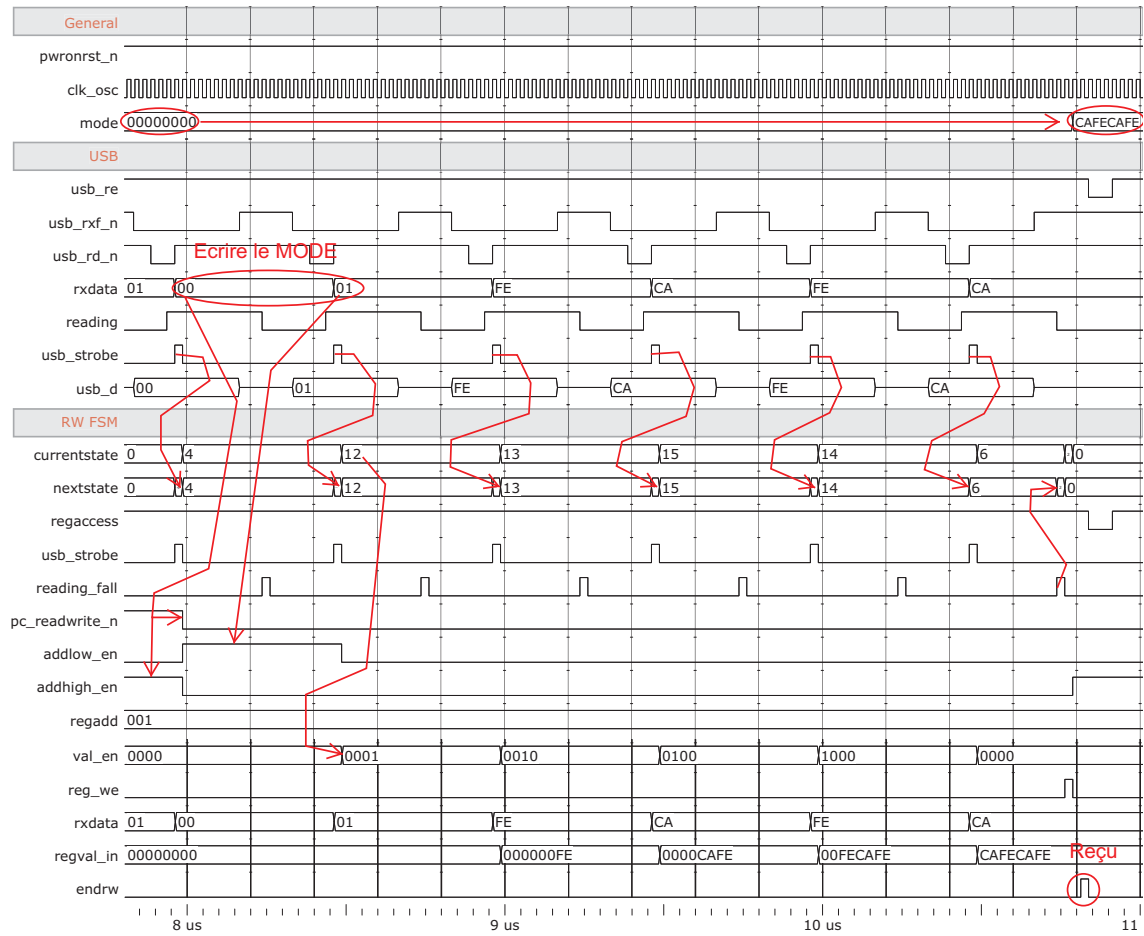 General
pwronrst_n
clk_osc
mode 00000000 CAFECAFE
USB
usb_re
usb_rxf_n
usb_rd_n Ecrire le MODE
rxdata 01 00 01 FE CA FE CA
reading
usb_strobe
usb_d 00 01 FE CA FE CA
RW FSM
currentstate 0 4 12 13 15 14 6 0
nextstate 0 4 12 13 15 14 6 0
regaccess
usb_strobe
reading_fall
pc_readwrite_n
addlow_en
addhigh_en
regadd 001
val_en 0000 0001 0010 0100 1000 0000
reg_we
rxdata 01 00 01 FE CA FE CA
regval_in 00000000 000000FE 0000CAFE 00FECAFE CAFECAFE Reçu
endrw
8 us 9 us 10 us 11